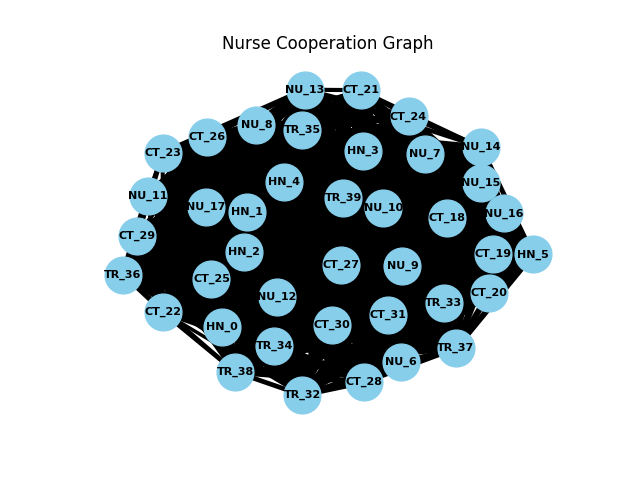 Nurse Cooperation Graph
NU_13
CT_21
CT_24
NU_8
TR_35
CT_26
NU_14
HN_3
CT_23
NU_7
HN_4
NU_15
NU_11
TR_39
NU_17
NU_10
HN_1
NU_16
CT_18
CT_29
HN_2
CT_19
HN_5
CT_27
NU_9
TR_36
CT_25
CT_20
NU_12
TR_33
CT_22
CT_31
CT_30
HN_0
TR_34
TR_37
NU_6
TR_38
CT_28
TR_32